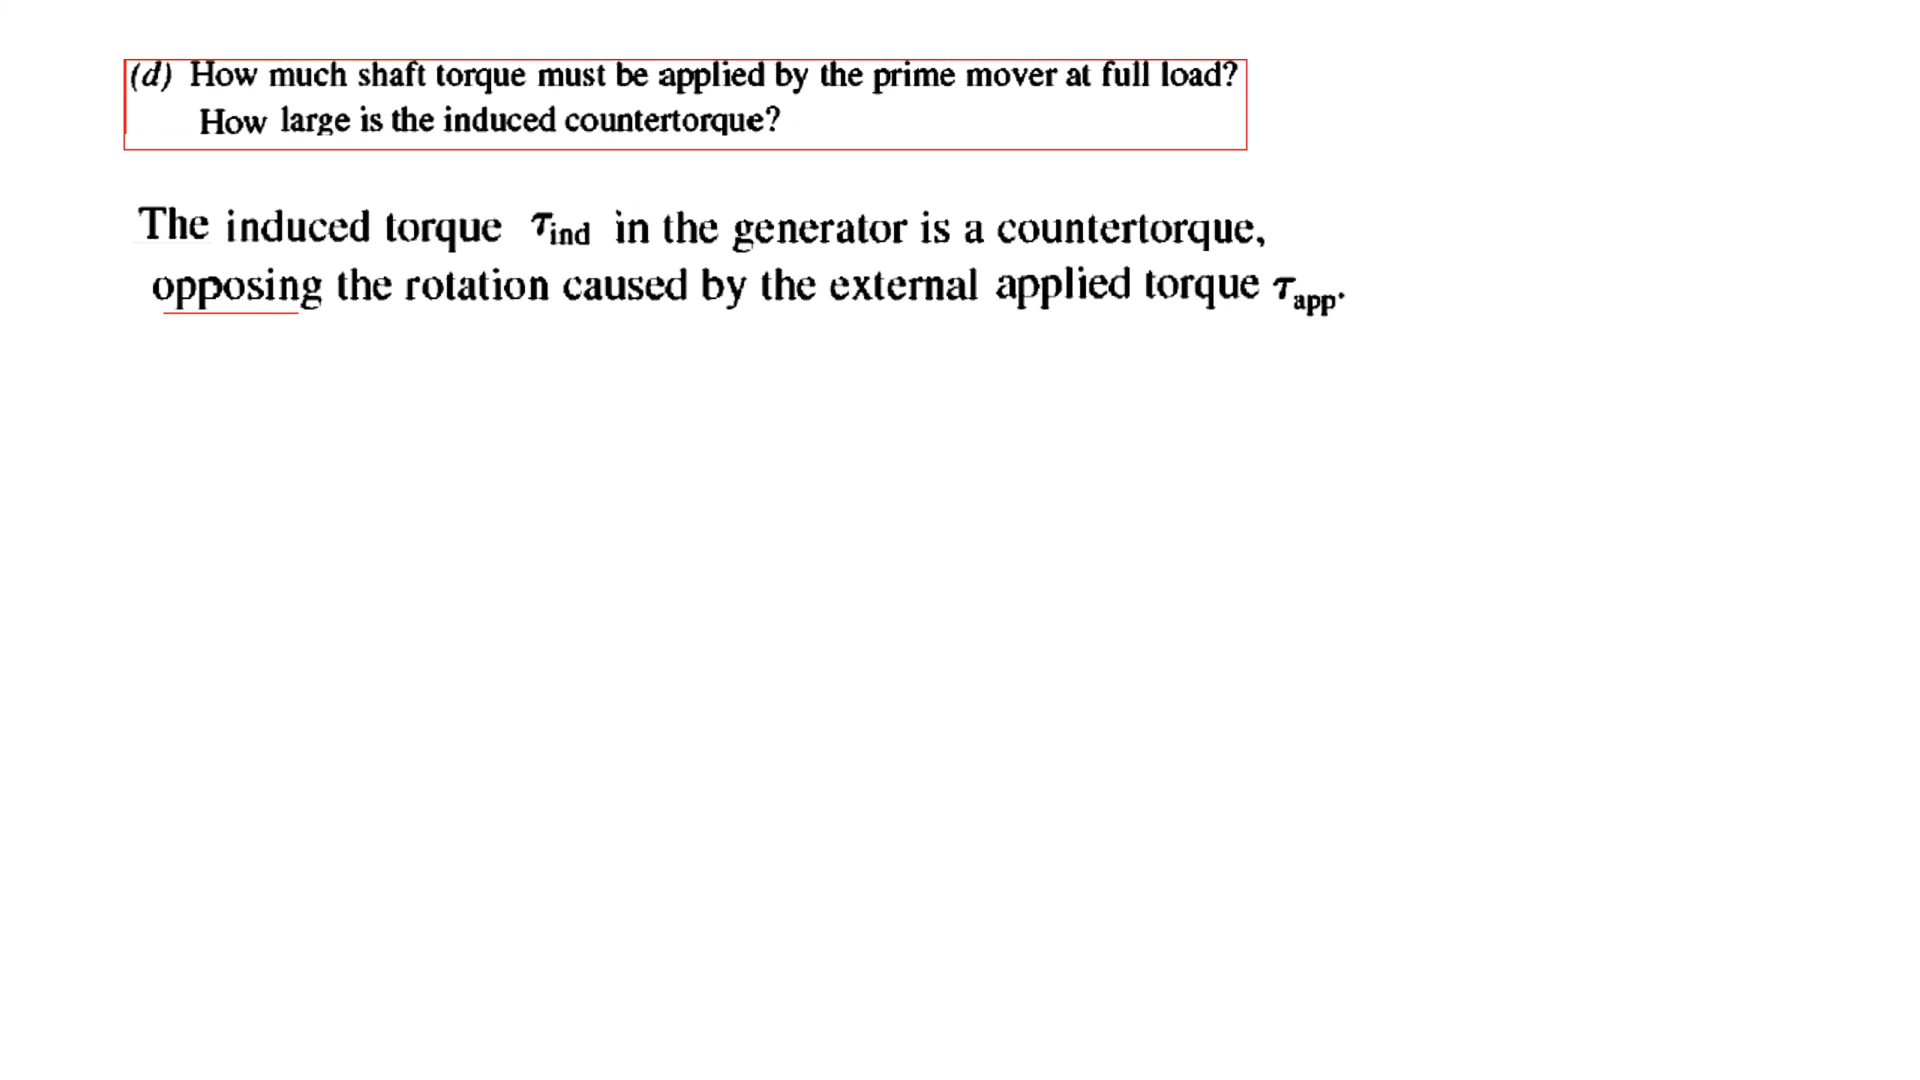 (d) How much shaft torque must be applied by the prime mover at full load?
How large is the induced countertorque?
The induced torque τind in the generator is a countertorque,
opposing the rotation caused by the external applied torque τapp.